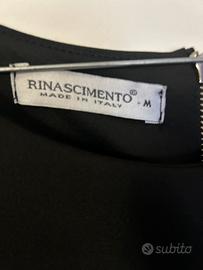 RINASCIMENTO®
MADE IN ITALY - M
subito